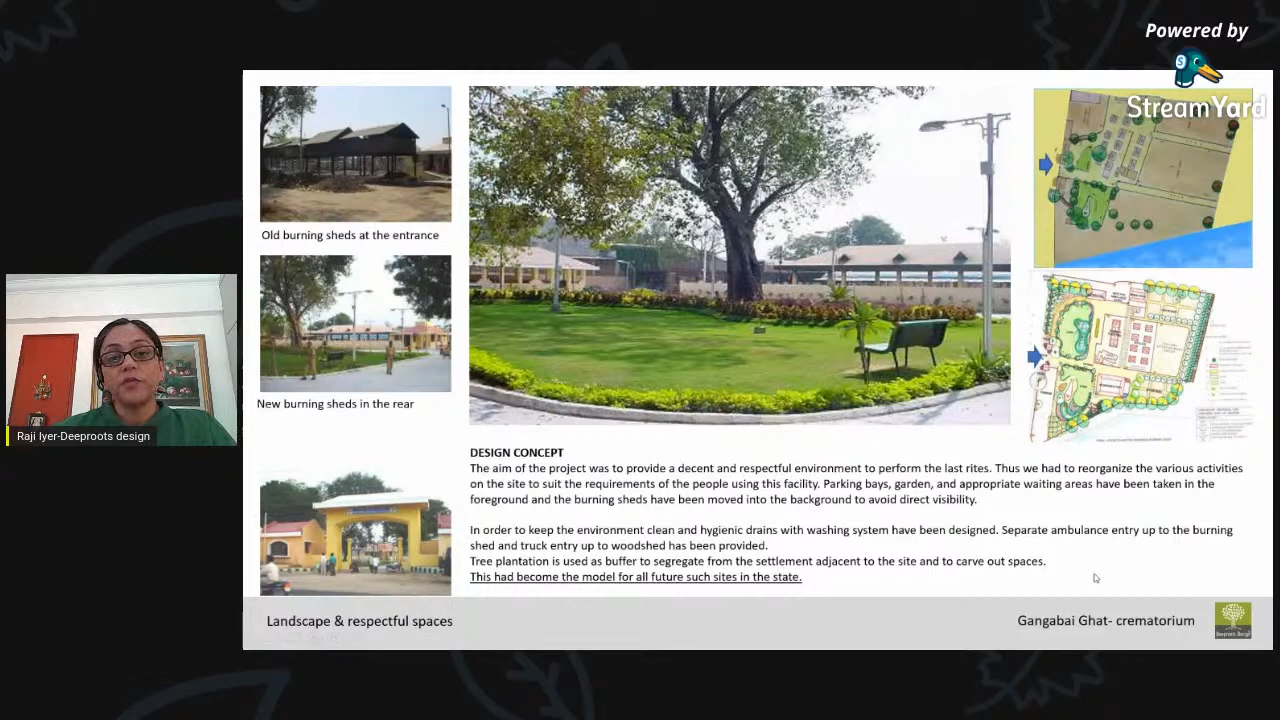 Powered by
StreamYard
Old burning sheds at the entrance
New burning sheds in the rear
DESIGN CONCEPT
The aim of the project was to provide a decent and respectful environment to perform the last rites. Thus we had to reorganize the various activities
on the site to suit the requirements of the people using this facility. Parking bays, garden, and appropriate waiting areas have been taken in the
foreground and the burning sheds have been moved into the background to avoid direct visibility.
In order to keep the environment clean and hygienic drains with washing system have been designed. Separate ambulance entry up to the burning
shed and truck entry up to woodshed has been provided.
Tree plantation is used as buffer to segregate from the settlement adjacent to the site and to carve out spaces.
This had become the model for all future such sites in the state.
Raji Iyer-Deeproots design
Landscape & respectful spaces
Gangabai Ghat- crematorium
Deeproots Design